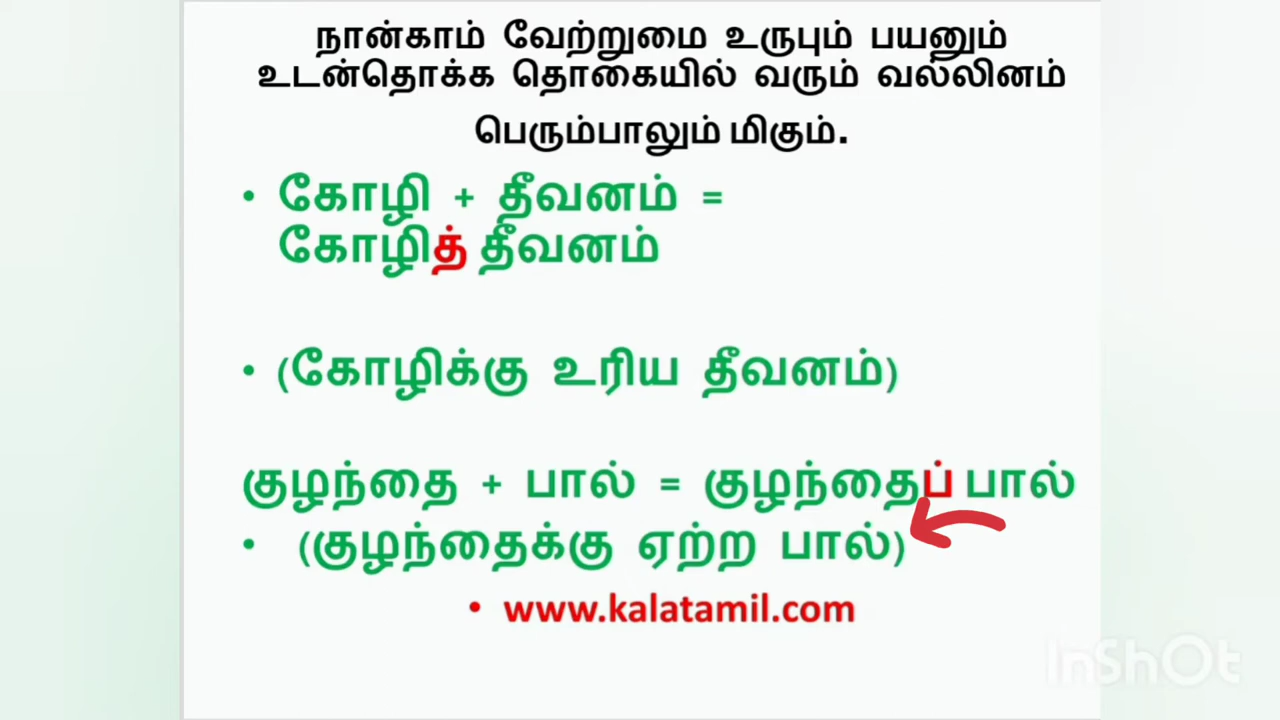 நான்காம் வேற்றுமை உருபும் பயனும்
உடன்தொக்க தொகையில் வரும் வல்லினம்
பெரும்பாலும் மிகும்.
• கோழி + தீவனம் =
கோழித் தீவனம்
• (கோழிக்கு உரிய தீவனம்)
குழந்தை + பால் = குழந்தைப் பால்
• (குழந்தைக்கு ஏற்ற பால்)
• www.kalatamil.com
InShOt